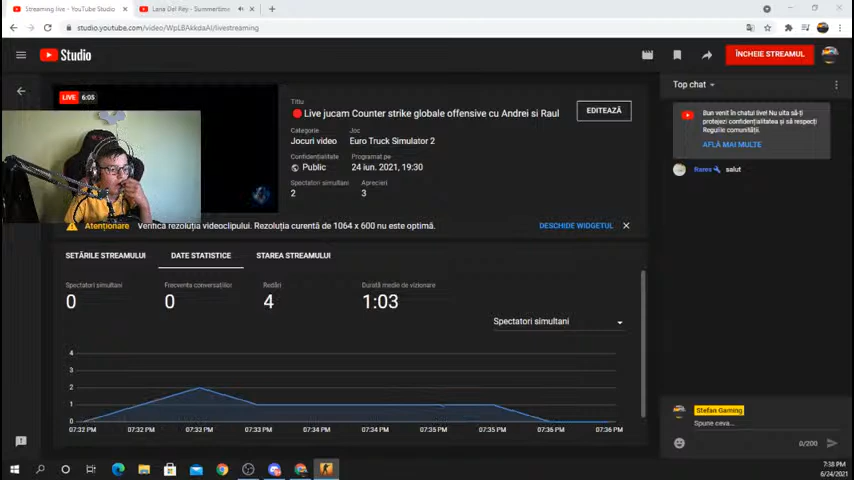 Streaming live - YouTube Studio
Lana Del Rey - Summertime
studio.youtube.com/video/WpLBAkkdaAI/livestreaming
Studio
ÎNCHEIE STREAMUL
LIVE 6:05
Titlu
Live jucam Counter strike globale offensive cu Andrei si Raul
EDITEAZĂ
Categorie
Joc
Jocuri video
Euro Truck Simulator 2
Confidențialitate
Programat pe
Public
24 iun. 2021, 19:30
Spectatori simultani
Aprecieri
2
3
Atenționare
Verifică rezoluția videoclipului. Rezoluția curentă de 1064 x 600 nu este optimă.
DESCHIDE WIDGETUL
SETĂRILE STREAMULUI
DATE STATISTICE
STAREA STREAMULUI
Spectatori simultani
Frecvența conversațiilor
Redări
Durată medie de vizionare
0
0
4
1:03
Spectatori simultani
4
3
2
1
0
07:32 PM
07:32 PM
07:33 PM
07:33 PM
07:34 PM
07:34 PM
07:35 PM
07:35 PM
07:36 PM
07:36 PM
Top chat
Bun venit în chatul live! Nu uita să-ți
protejezi confidențialitatea și să respecți
Regulile comunității.
AFLĂ MAI MULTE
Rares salut
Stefan Gaming
Spune ceva...
0/200
7:38 PM
6/24/2021